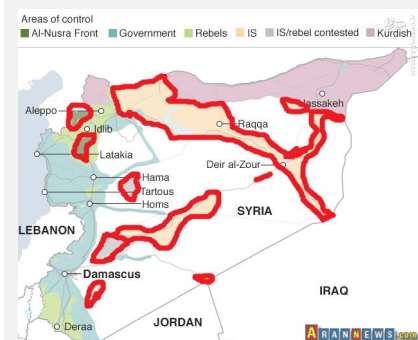 Areas of control
Al-Nusra Front Government Rebels IS IS/rebel contested Kurdish
Aleppo
Hassakeh
Idlib
Raqqa
Latakia
Deir al-Zour
Hama
Tartous
Homs
SYRIA
LEBANON
Damascus
IRAQ
JORDAN
Deraa
ARANNEWS.com